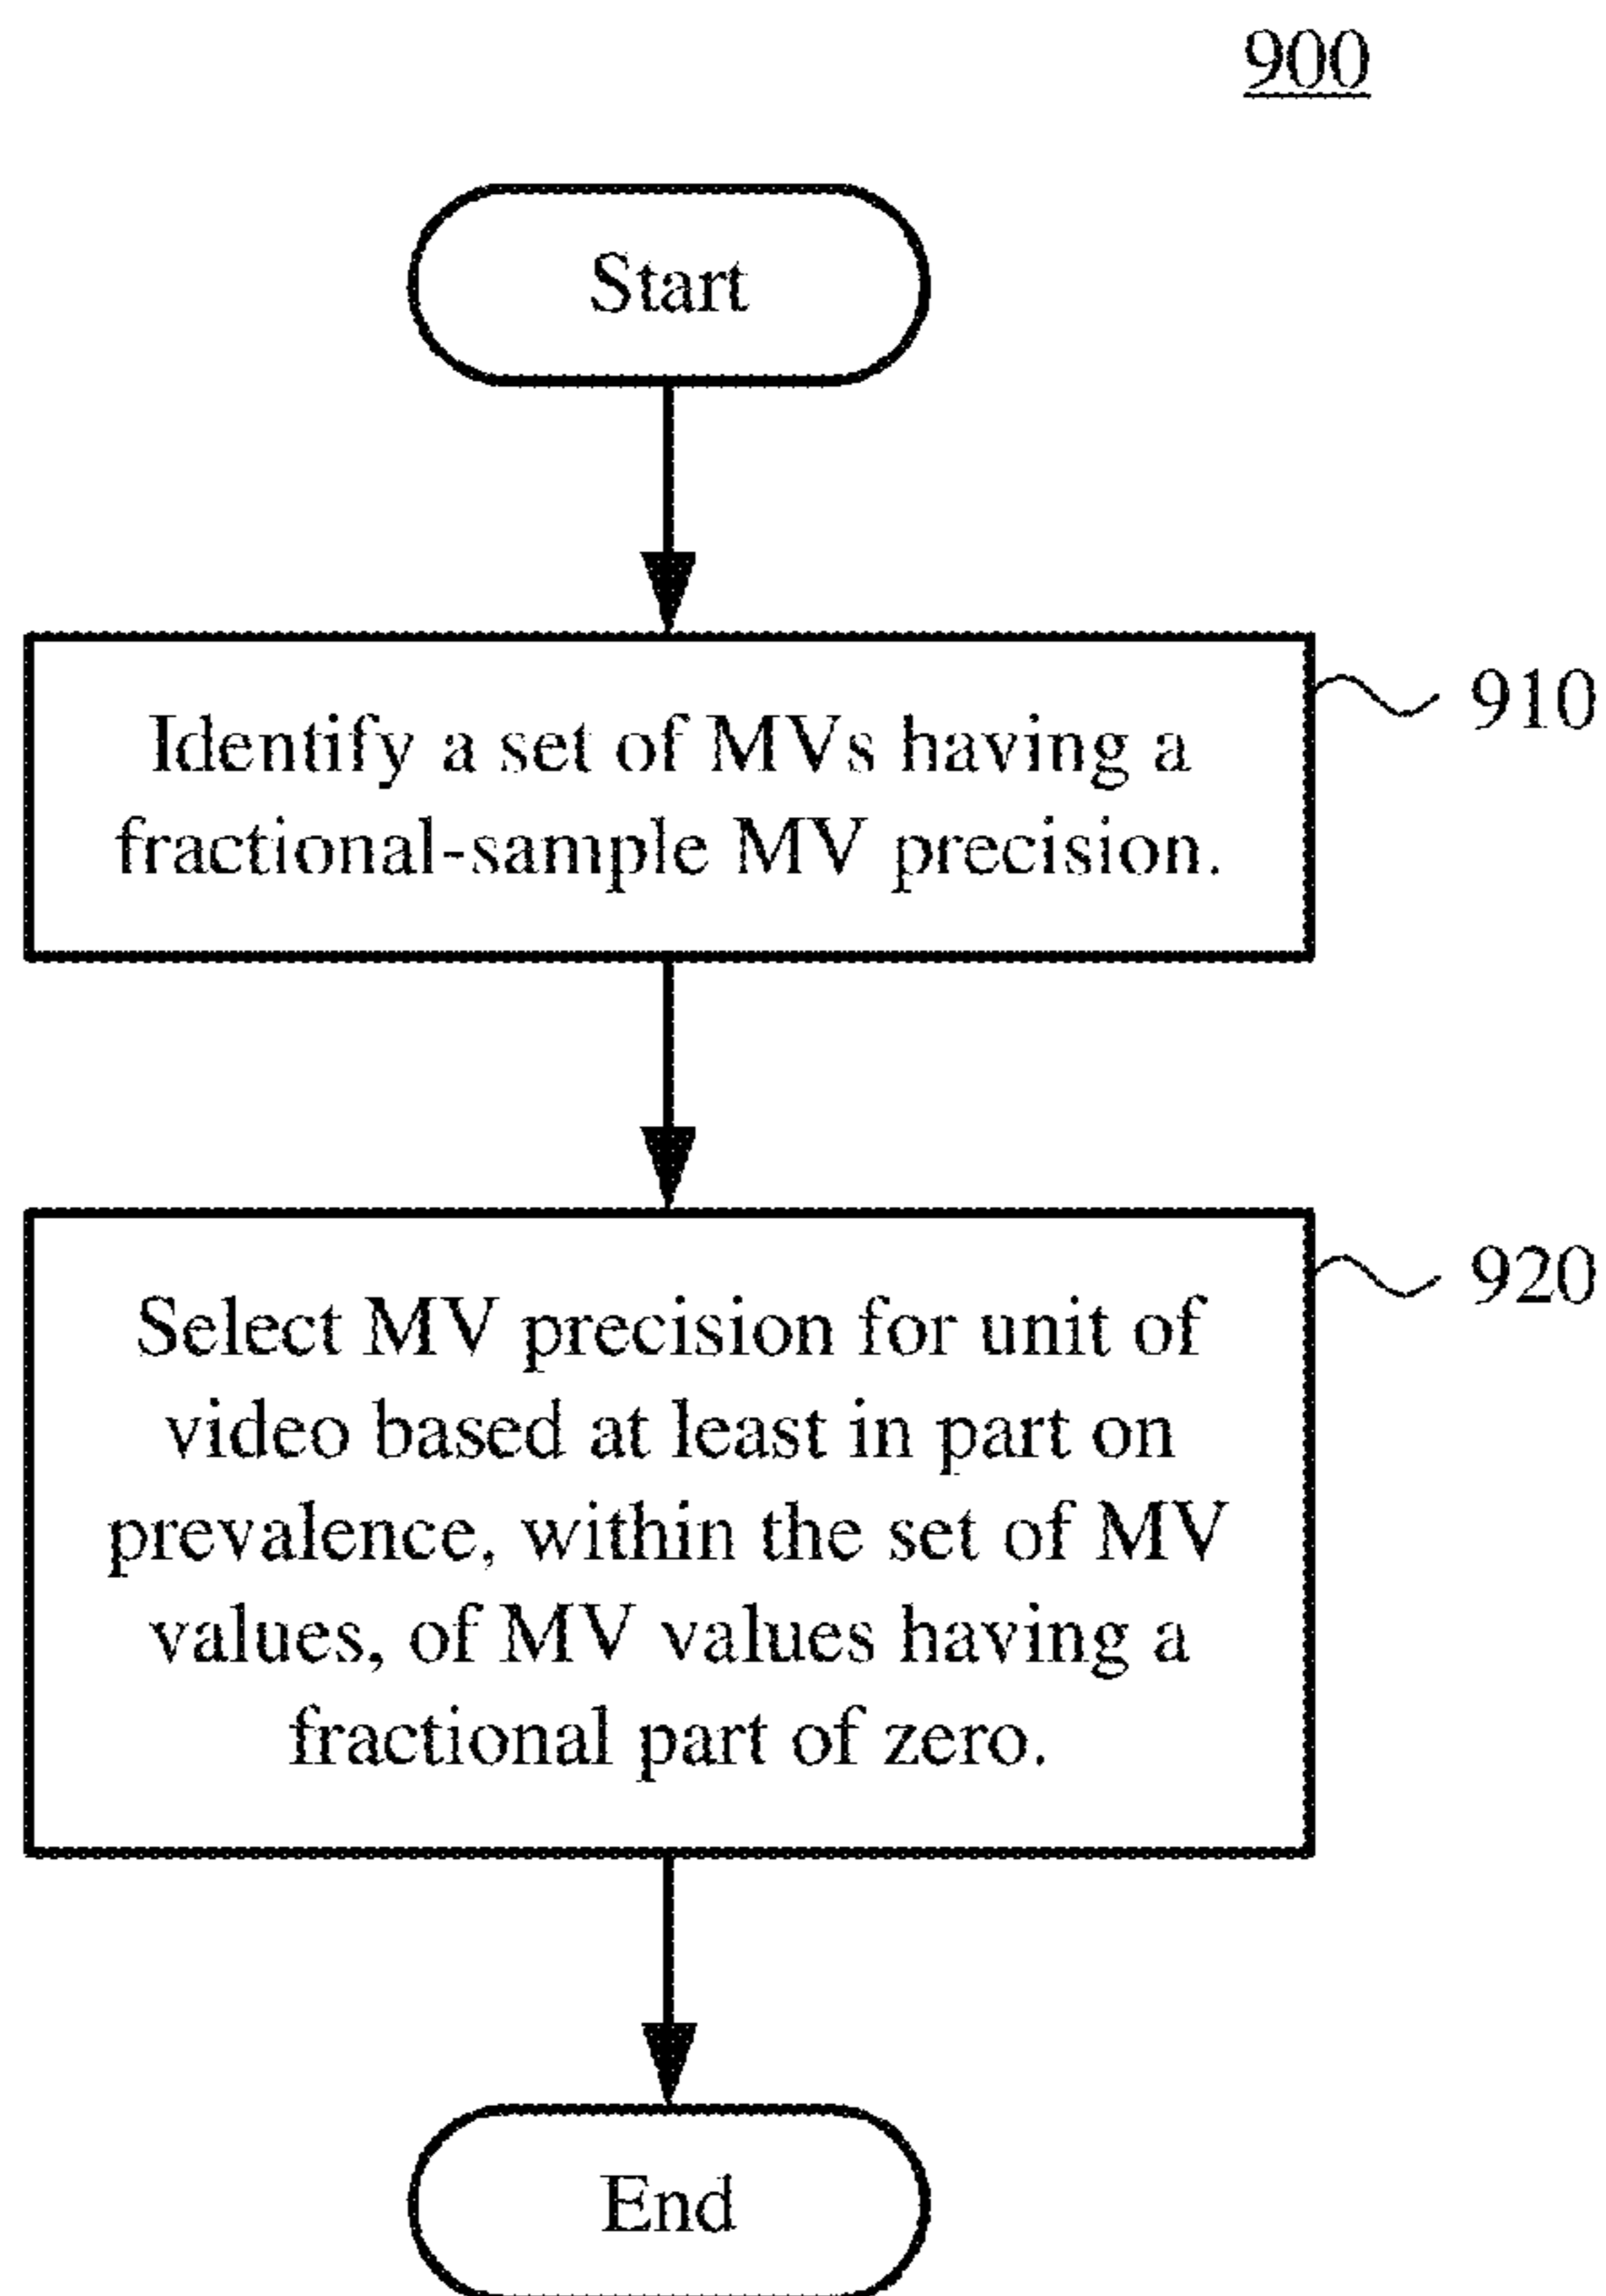 900
Start
Identify a set of MVs having a
fractional-sample MV precision.
910
Select MV precision for unit of
video based at least in part on
prevalence, within the set of MV
values, of MV values having a
fractional part of zero.
920
End